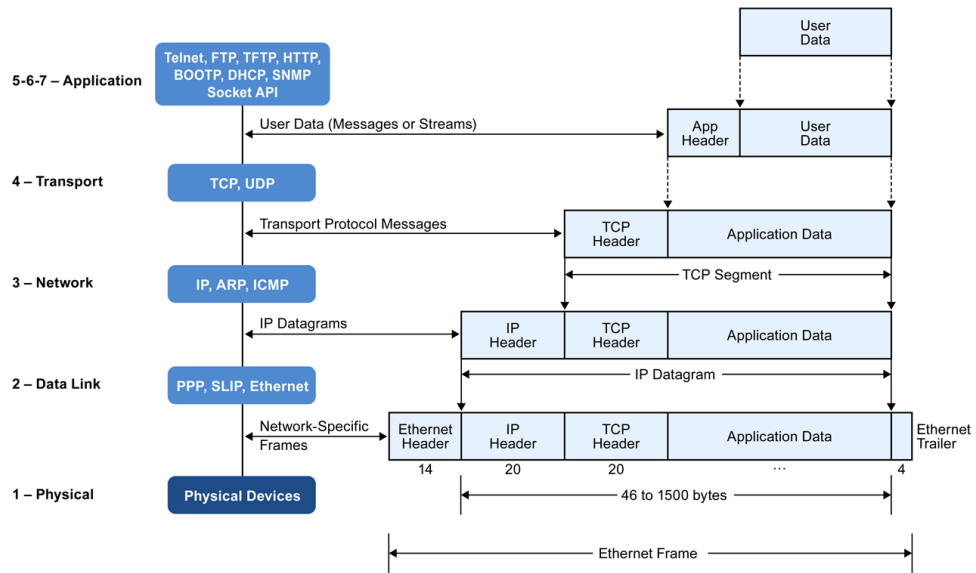 User
Data
Telnet, FTP, TFTP, HTTP,
BOOTP, DHCP, SNMP
Socket API
5-6-7 – Application
User Data (Messages or Streams)
App
Header
User
Data
4 – Transport
TCP, UDP
Transport Protocol Messages
TCP
Header
Application Data
TCP Segment
3 – Network
IP, ARP, ICMP
IP Datagrams
IP
Header
TCP
Header
Application Data
IP Datagram
2 – Data Link
PPP, SLIP, Ethernet
Network-Specific
Frames
Ethernet
Header
IP
Header
TCP
Header
Application Data
Ethernet
Trailer
14
20
20
...
4
1 – Physical
Physical Devices
46 to 1500 bytes
Ethernet Frame